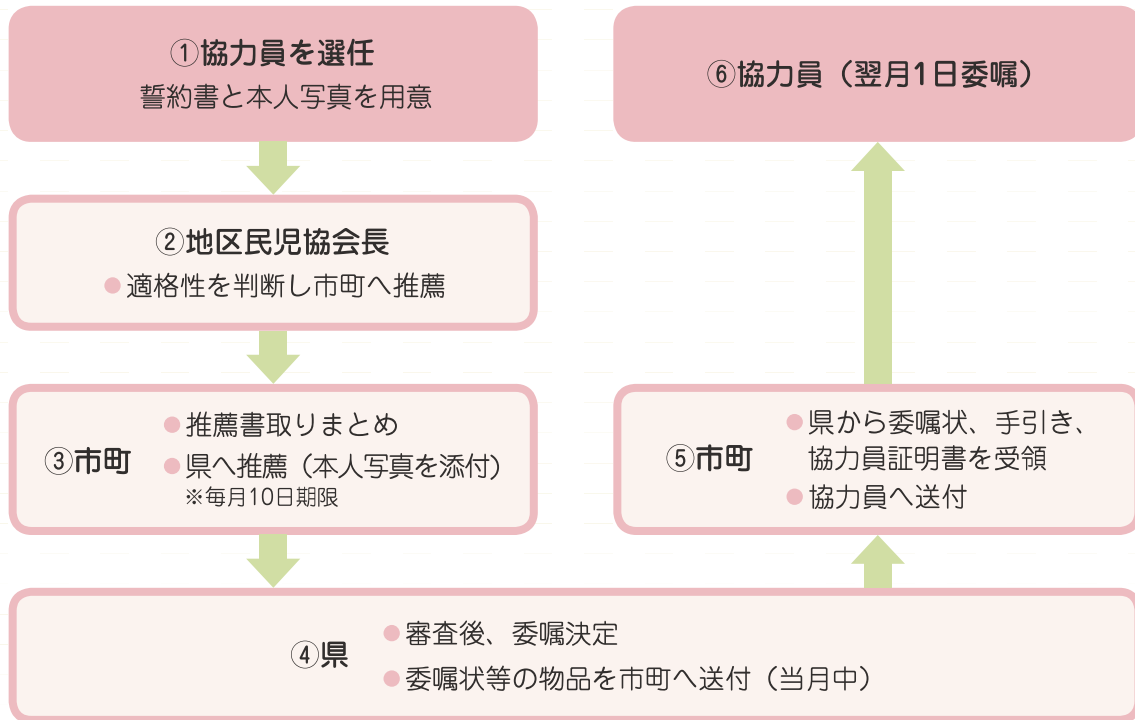 ①協力員を選任
誓約書と本人写真を用意
②地区民児協会長
●適格性を判断し市町へ推薦
③市町
●推薦書取りまとめ
●県へ推薦（本人写真を添付）
※毎月10日期限
④県
●審査後、委嘱決定
●委嘱状等の物品を市町へ送付（当月中）
⑤市町
●県から委嘱状、手引き、
協力員証明書を受領
●協力員へ送付
⑥協力員（翌月1日委嘱）